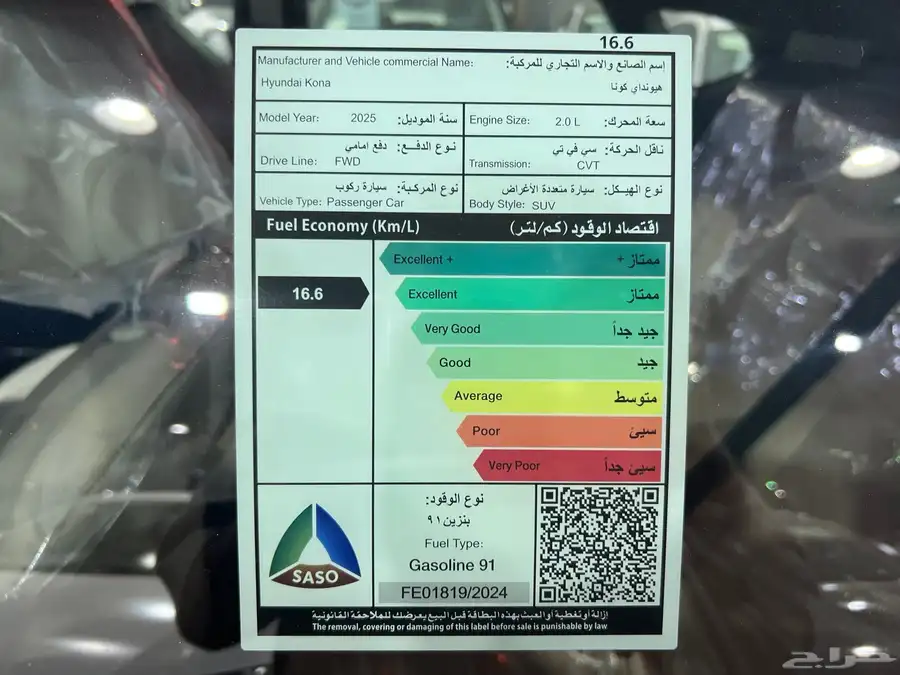 16.6
Manufacturer and Vehicle commercial Name: إسم الصانع والاسم التجاري للمركبة:
Hyundai Kona هيونداي كونا
Model Year: 2025 سنة الموديل: Engine Size: 2.0 L سعة المحرك:
نوع الدفع: دفع امامي ناقل الحركة: سي في تي
Drive Line: FWD Transmission: CVT
نوع المركبة: سيارة ركوب نوع الهيكل: سيارة متعددة الأغراض
Vehicle Type: Passenger Car Body Style: SUV
Fuel Economy (Km/L) اقتصاد الوقود (كم/لتر)
Excellent + ممتاز +
16.6 Excellent ممتاز
Very Good جيد جداً
Good جيد
Average متوسط
Poor سيئ
Very Poor سيئ جداً
نوع الوقود:
بنزين ٩١
Fuel Type:
Gasoline 91
SASO
FE01819/2024
إزالة أو تغطية أو العبث بهذه البطاقة قبل البيع يعرضك للملاحقة القانونية
The removal, covering or damaging of this label before sale is punishable by law
حراج